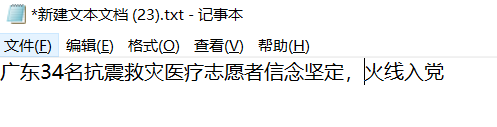 *新建文本文档 (23).txt - 记事本
文件(F) 编辑(E) 格式(O) 查看(V) 帮助(H)
广东34名抗震救灾医疗志愿者信念坚定，火线入党